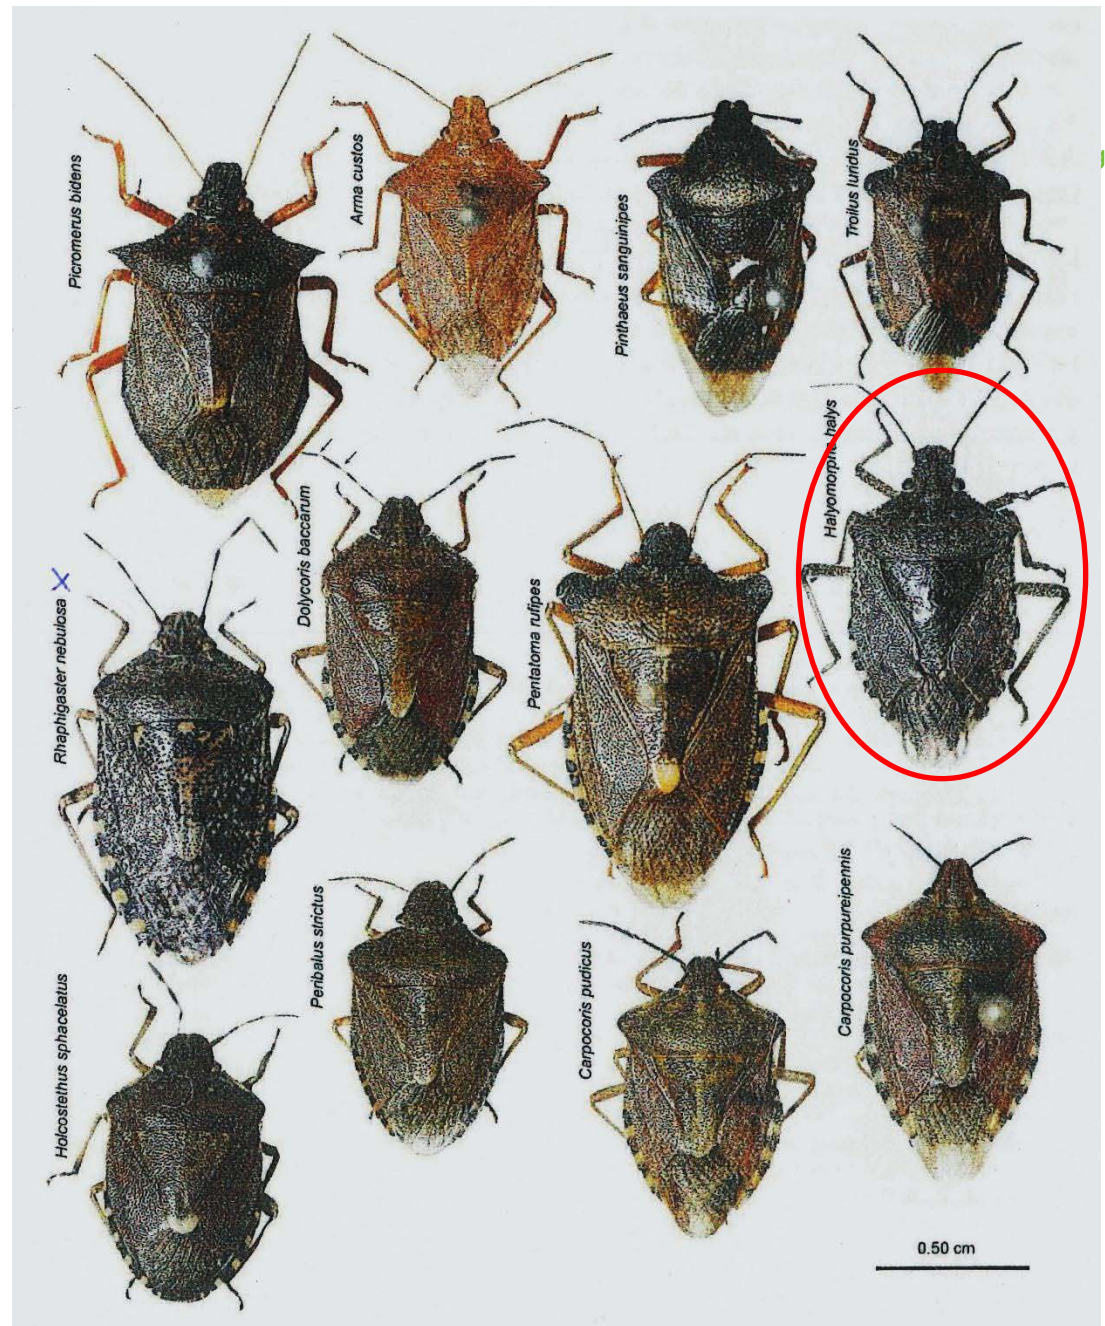 Picromerus bidens
Arma custos
Pinthaeus sanguinipes
Troilus luridus
Rhaphigaster nebulosa X
Dolycoris baccarum
Pentatoma rufipes
Halyomorpha halys
Holcostethus sphacelatus
Peribalus strictus
Carpocoris pudicus
Carpocoris purpureipennis
0.50 cm